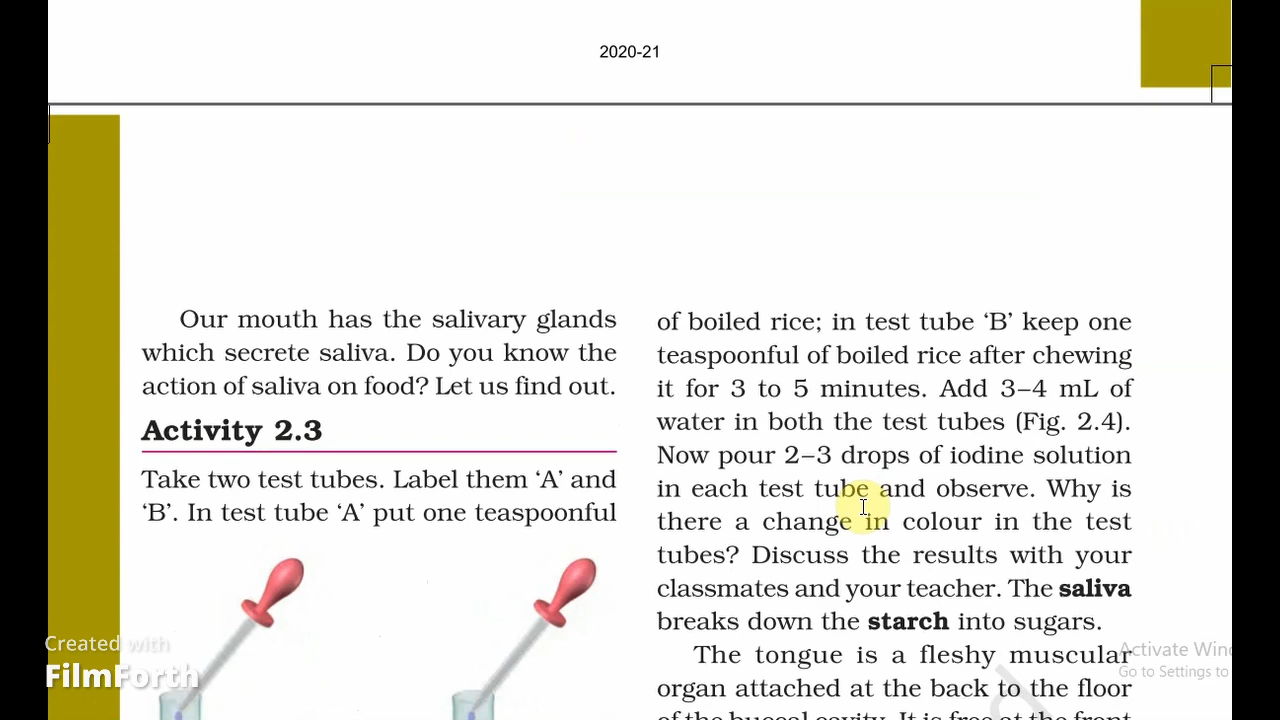 2020-21
Our mouth has the salivary glands
which secrete saliva. Do you know the
action of saliva on food? Let us find out.
Activity 2.3
Take two test tubes. Label them ‘A’ and
‘B’. In test tube ‘A’ put one teaspoonful
of boiled rice; in test tube ‘B’ keep one
teaspoonful of boiled rice after chewing
it for 3 to 5 minutes. Add 3–4 mL of
water in both the test tubes (Fig. 2.4).
Now pour 2–3 drops of iodine solution
in each test tube and observe. Why is
there a change in colour in the test
tubes? Discuss the results with your
classmates and your teacher. The saliva
breaks down the starch into sugars.
The tongue is a fleshy muscular
organ attached at the back to the floor
of the buccal cavity. It is free at the front
Created with
FilmForth
Activate Wind
Go to Settings to
d